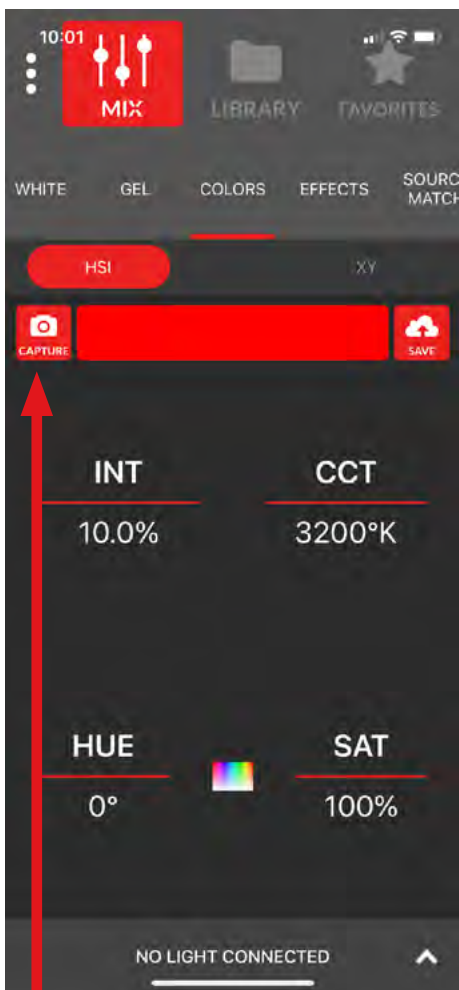 10:01
MIX
LIBRARY
FAVORITES
WHITE GEL COLORS EFFECTS SOURC
MATCH
HSI XY
CAPTURE SAVE
INT CCT
10.0% 3200°K
HUE SAT
0° 100%
NO LIGHT CONNECTED